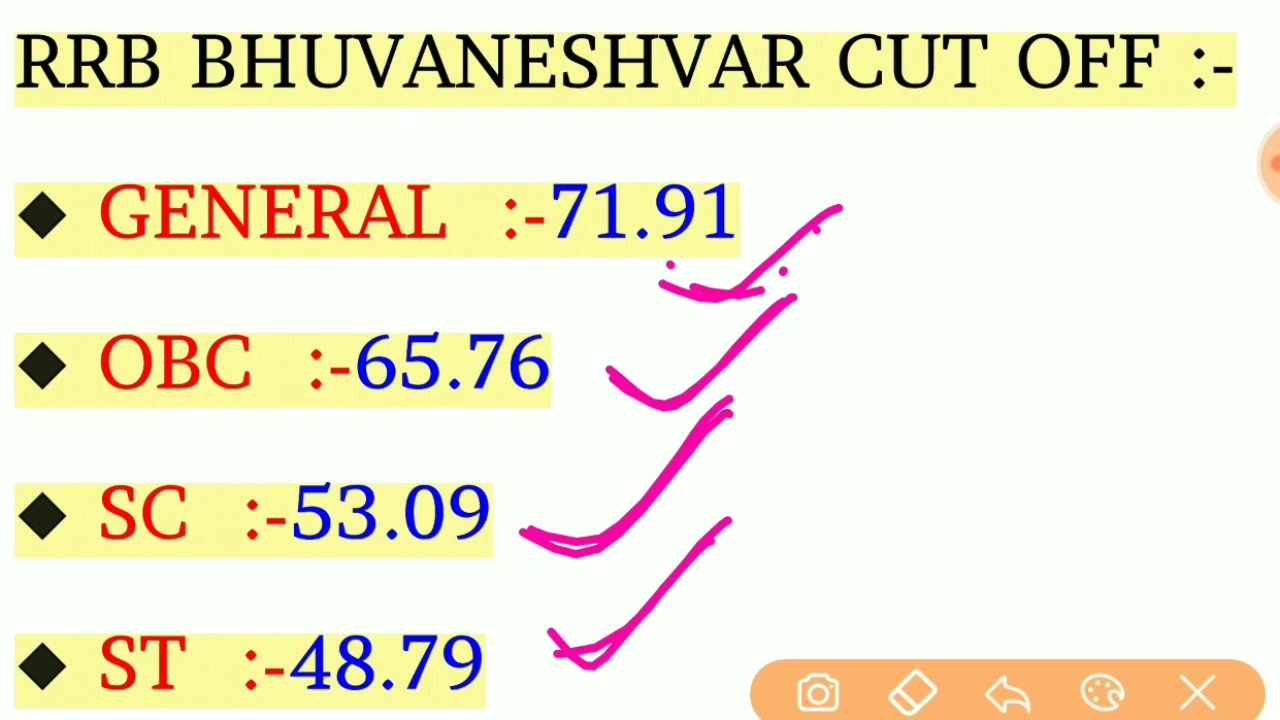 RRB BHUVANESHVAR CUT OFF :-
◆ GENERAL :-71.91
◆ OBC :-65.76
◆ SC :-53.09
◆ ST :-48.79